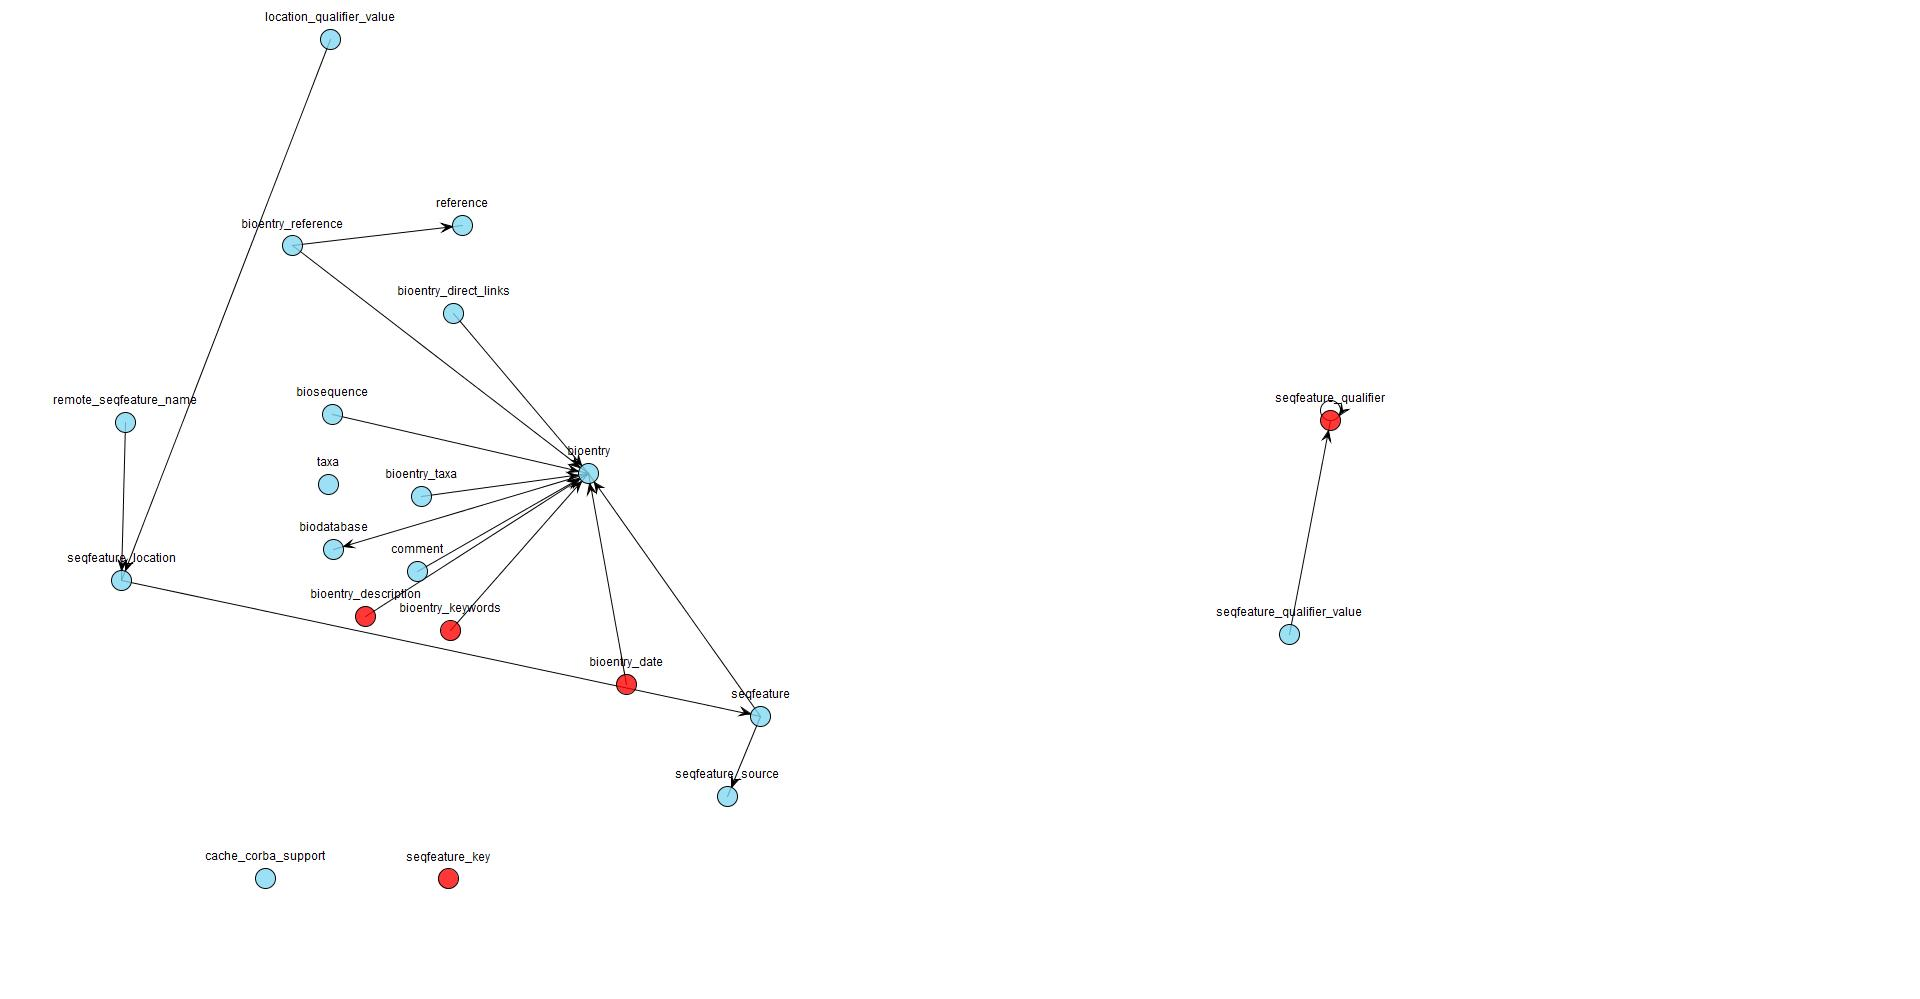 location_qualifier_value
reference
bioentry_reference
bioentry_direct_links
biosequence
remote_seqfeature_name
seqfeature_qualifier
bioentry
taxa
bioentry_taxa
biodatabase
comment
seqfeature_location
bioentry_description
bioentry_keywords
seqfeature_qualifier_value
bioentry_date
seqfeature
seqfeature_source
cache_corba_support
seqfeature_key